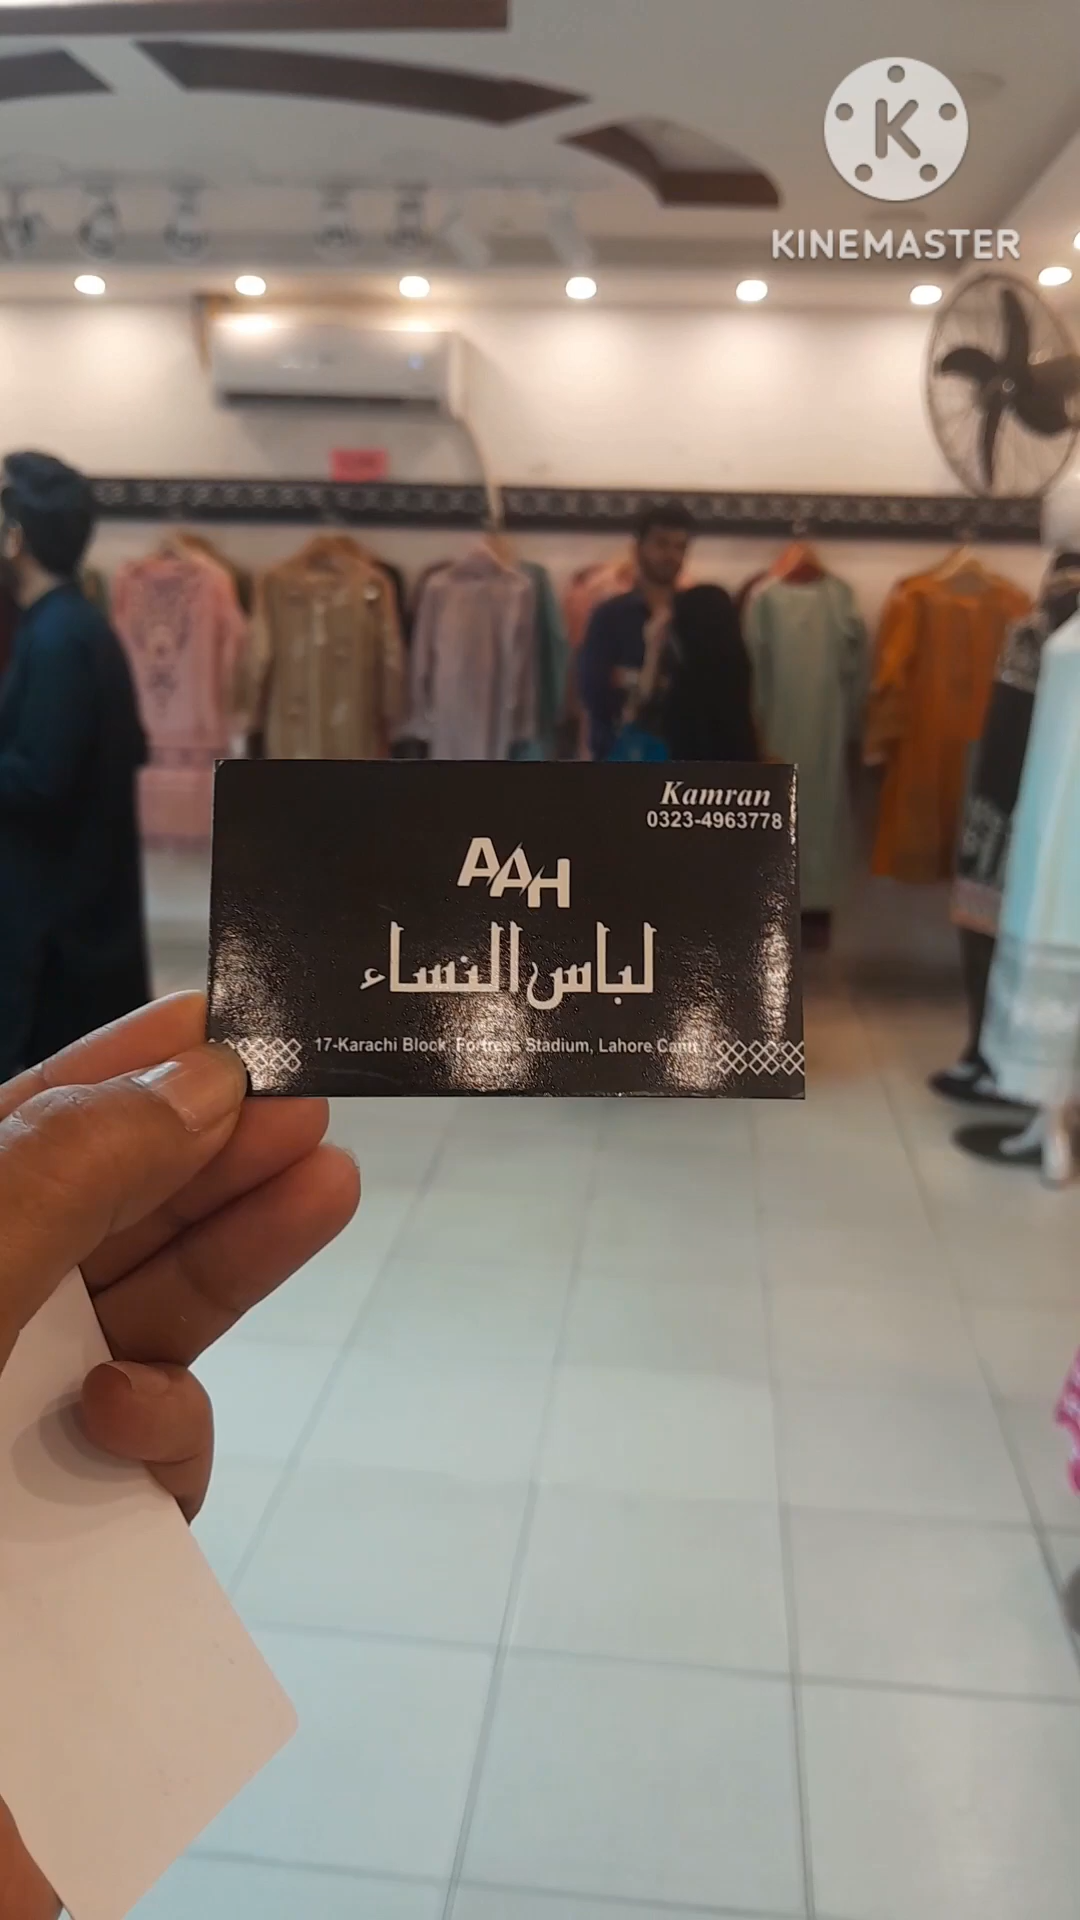 K
KINEMASTER
Kamran
0323-4963778
AAH
لباس النساء
17-Karachi Block, Fortress Stadium, Lahore Cantt